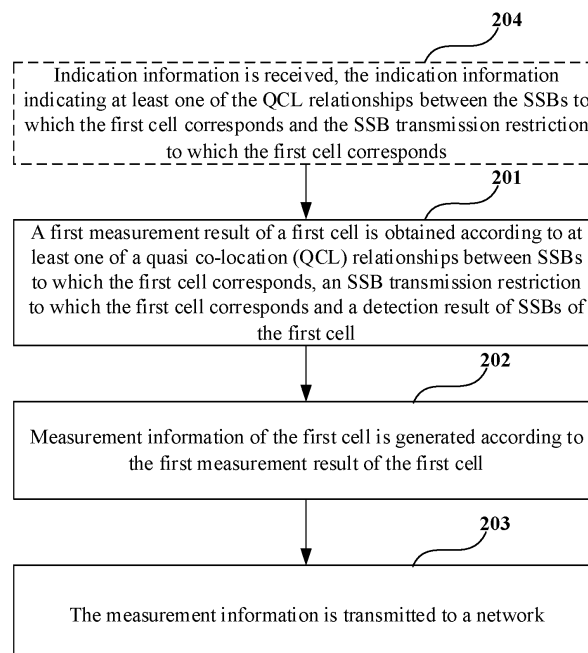 204
Indication information is received, the indication information
indicating at least one of the QCL relationships between the SSBs to
which the first cell corresponds and the SSB transmission restriction
to which the first cell corresponds
201
A first measurement result of a first cell is obtained according to at
least one of a quasi co-location (QCL) relationships between SSBs
to which the first cell corresponds, an SSB transmission restriction
to which the first cell corresponds and a detection result of SSBs of
the first cell
202
Measurement information of the first cell is generated according to
the first measurement result of the first cell
203
The measurement information is transmitted to a network